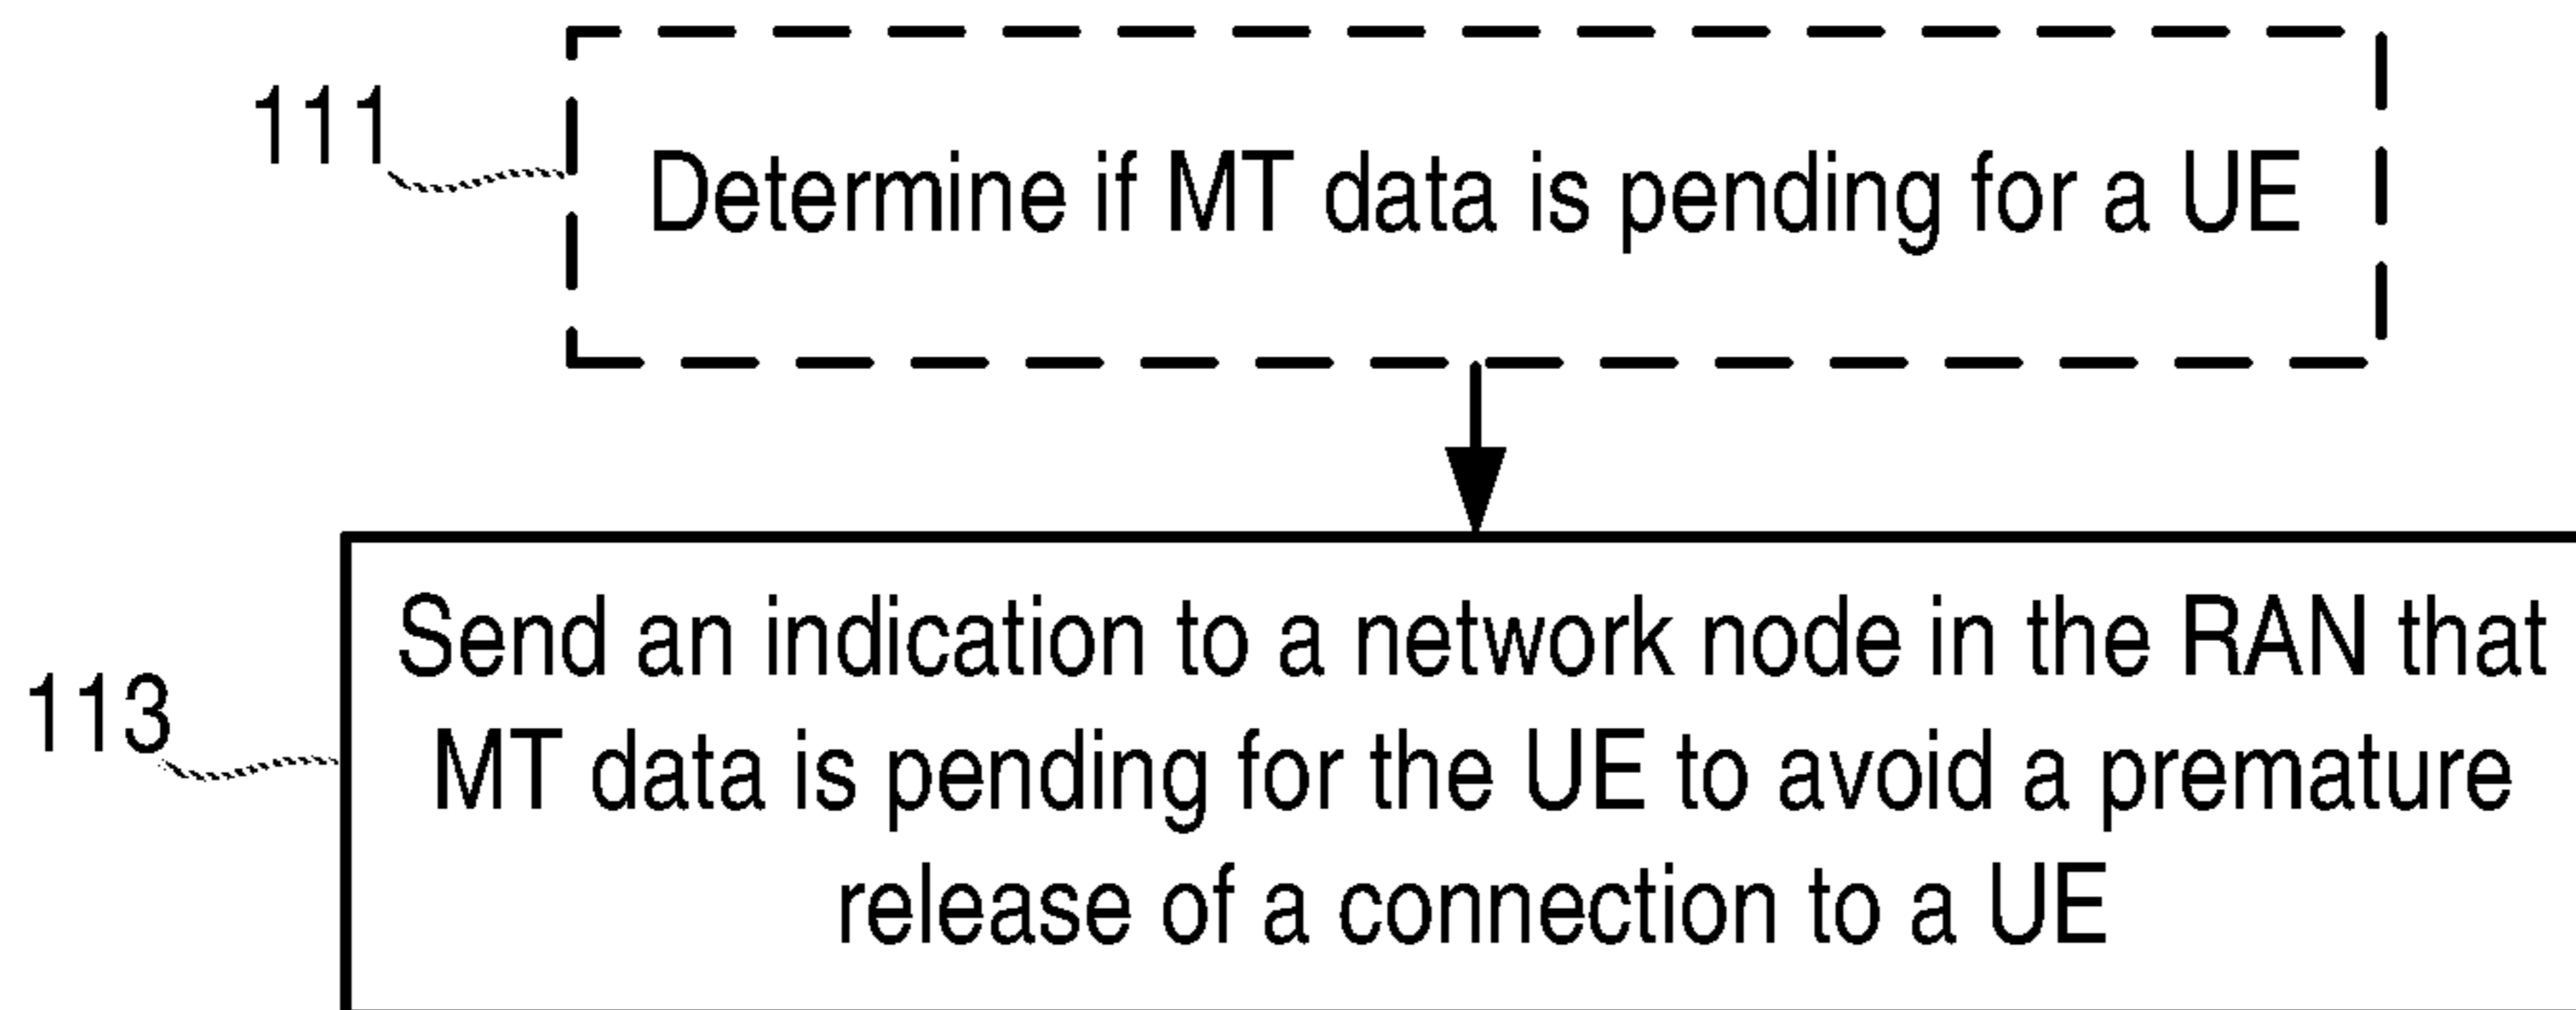 111
Determine if MT data is pending for a UE
113
Send an indication to a network node in the RAN that
MT data is pending for the UE to avoid a premature
release of a connection to a UE